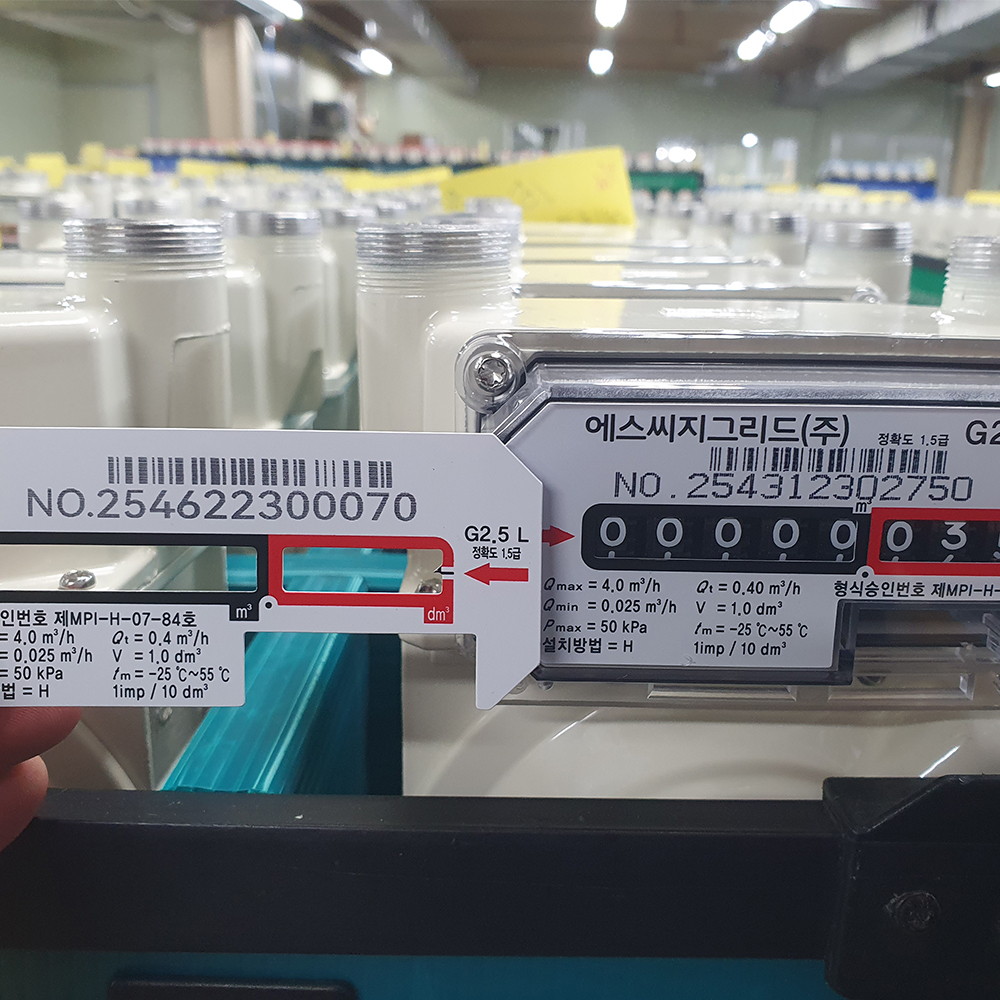 NO.254622300070
G2.5 L
정확도 1.5급
m³
dm³
인번호 제MPI-H-07-84호
= 4.0 m³/h Qt = 0.4 m³/h
= 0.025 m³/h V = 1.0 dm³
= 50 kPa tm = -25 ℃~55 ℃
법 = H 1imp / 10 dm³
에스씨지그리드(주)
정확도 1.5급
G2
NO.254312302750
m³
0 0 0 0 0 0 3
Qmax = 4.0 m³/h Qt = 0.40 m³/h
형식승인번호 제MPI-H-
Qmin = 0.025 m³/h V = 1.0 dm³
Pmax = 50 kPa tm = -25 ℃~55 ℃
설치방법 = H 1imp / 10 dm³